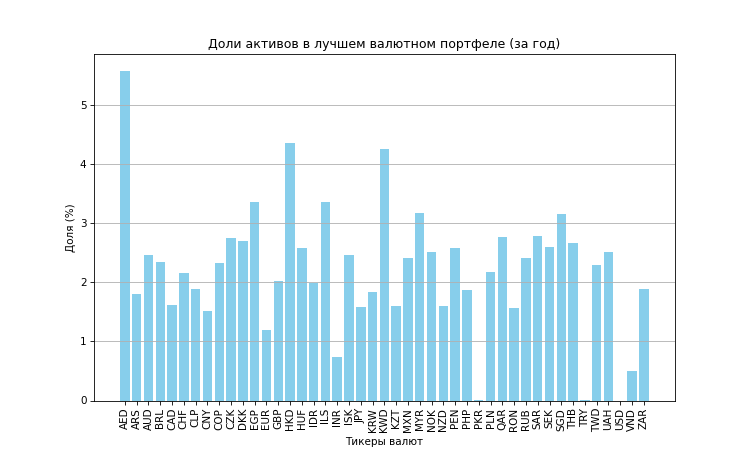 Доли активов в лучшем валютном портфеле (за год)
Доля (%)
5
4
3
2
1
0
AED ARS AUD BRL CAD CHF CLP CNY COP CZK DKK EGP EUR GBP HKD HUF IDR ILS INR ISK JPY KRW KWD KZT MXN MYR NOK NZD PEN PHP PKR PLN QAR RON RUB SAR SEK SGD THB TRY TWD UAH USD VND ZAR
Тикеры валют